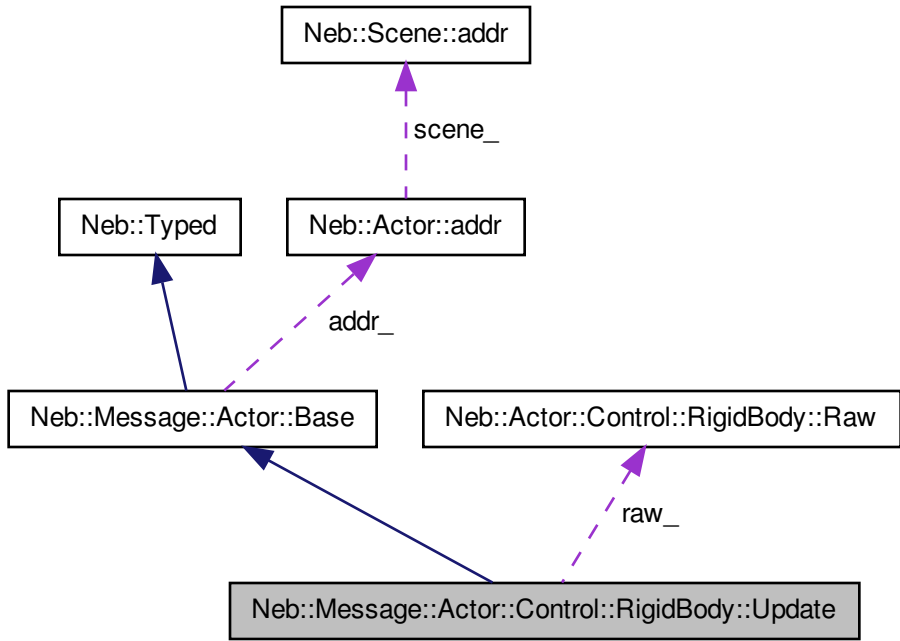 Neb::Scene::addr
scene_
Neb::Typed
Neb::Actor::addr
addr_
Neb::Message::Actor::Base
Neb::Actor::Control::RigidBody::Raw
raw_
Neb::Message::Actor::Control::RigidBody::Update